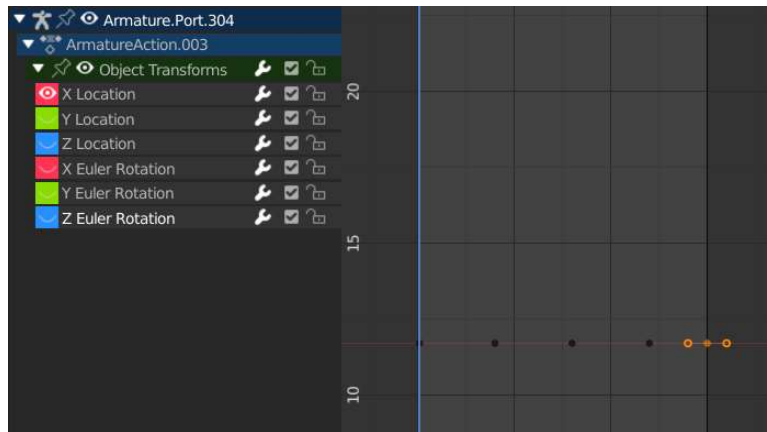 Armature.Port.304
ArmatureAction.003
Object Transforms
X Location
Y Location
Z Location
X Euler Rotation
Y Euler Rotation
Z Euler Rotation
20
15
10